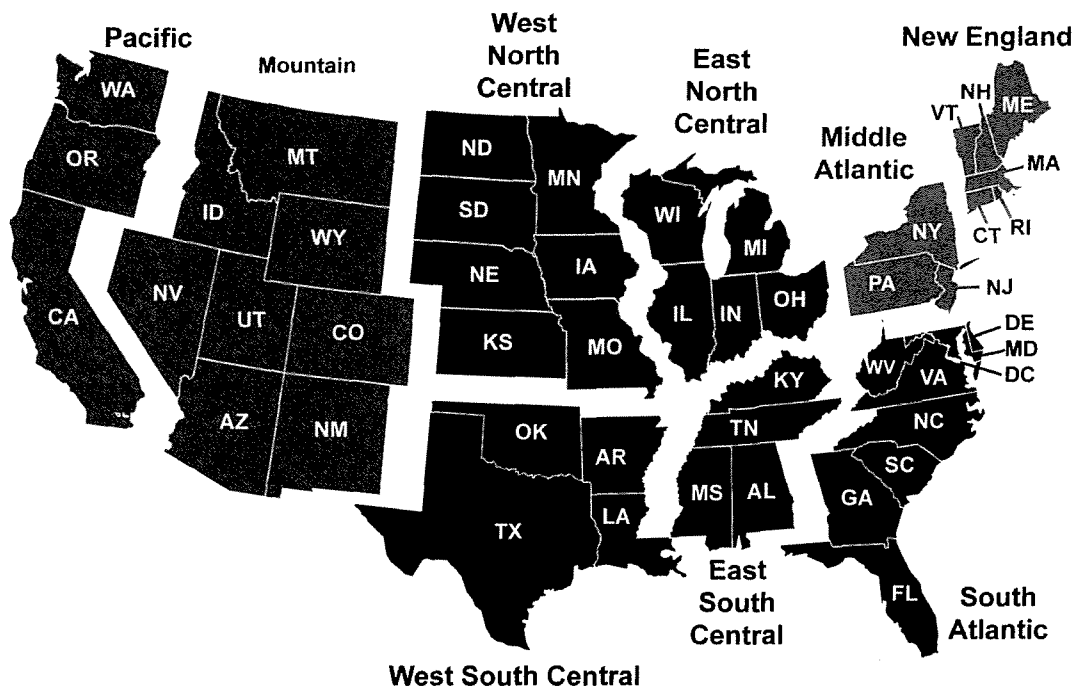 Pacific
Mountain
West
North
Central
East
North
Central
New England
Middle
Atlantic
WA
OR
CA
MT
ID
WY
NV
UT
CO
AZ
NM
ND
SD
NE
KS
MN
IA
MO
WI
MI
IL
IN
OH
NH
ME
VT
MA
RI
CT
NY
PA
NJ
DE
MD
DC
WV
VA
KY
TN
NC
SC
OK
AR
MS
AL
GA
TX
LA
FL
East
South
Central
South
Atlantic
West South Central